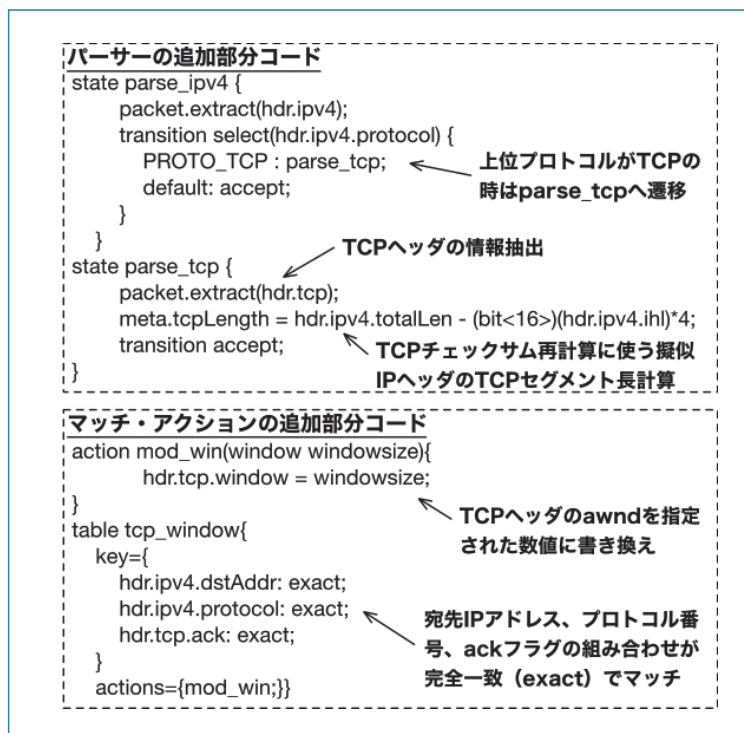 パーサーの追加部分コード
state parse_ipv4 {
packet.extract(hdr.ipv4);
transition select(hdr.ipv4.protocol) {
PROTO_TCP : parse_tcp;
default: accept;
}
}
上位プロトコルがTCPの
時はparse_tcpへ遷移
TCPヘッダの情報抽出
state parse_tcp {
packet.extract(hdr.tcp);
meta.tcpLength = hdr.ipv4.totalLen - (bit<16>)(hdr.ipv4.ihl)*4;
transition accept;
}
TCPチェックサム再計算に使う擬似
IPヘッダのTCPセグメント長計算
マッチ・アクションの追加部分コード
action mod_win(window windowsize){
hdr.tcp.window = windowsize;
}
TCPヘッダのawndを指定
された数値に書き換え
table tcp_window{
key={
hdr.ipv4.dstAddr: exact;
hdr.ipv4.protocol: exact;
hdr.tcp.ack: exact;
}
actions={mod_win;}}
宛先IPアドレス、プロトコル番
号、ackフラグの組み合わせが
完全一致（exact）でマッチ